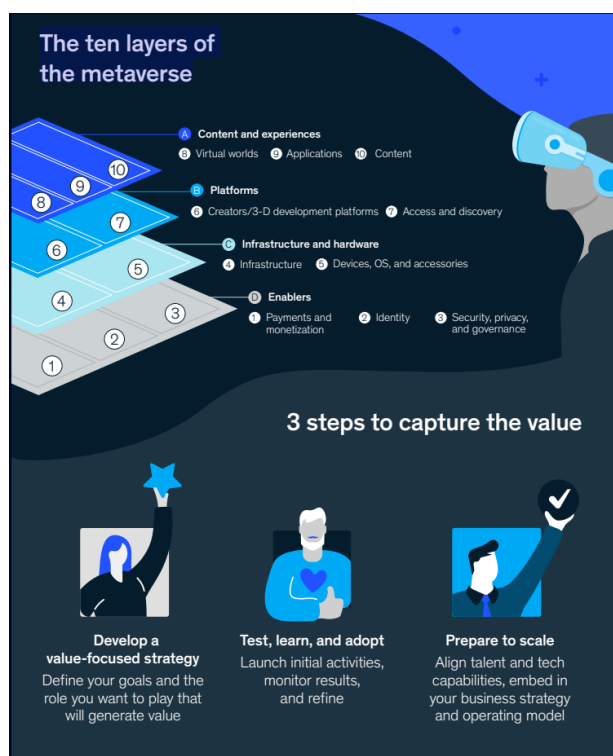 The ten layers of
the metaverse
A Content and experiences
8 Virtual worlds 9 Applications 10 Content
B Platforms
6 Creators/3-D development platforms 7 Access and discovery
C Infrastructure and hardware
4 Infrastructure 5 Devices, OS, and accessories
D Enablers
1 Payments and
monetization
2 Identity
3 Security, privacy,
and governance
10
9
8
7
6
5
4
3
2
1
3 steps to capture the value
Develop a
value-focused strategy
Define your goals and the
role you want to play that
will generate value
Test, learn, and adopt
Launch initial activities,
monitor results,
and refine
Prepare to scale
Align talent and tech
capabilities, embed in
your business strategy
and operating model